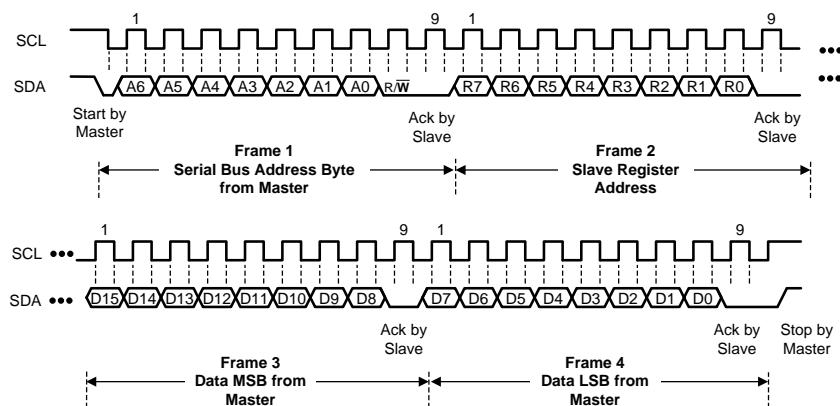 1 9 1 9
SCL
SDA A6 A5 A4 A3 A2 A1 A0 R/W̅ R7 R6 R5 R4 R3 R2 R1 R0
Start by
Master
Ack by
Slave
Ack by
Slave
Frame 1
Serial Bus Address Byte
from Master
Frame 2
Slave Register
Address
1 9 1 9
SCL
SDA D15 D14 D13 D12 D11 D10 D9 D8 D7 D6 D5 D4 D3 D2 D1 D0
Ack by
Slave
Ack by
Slave
Stop by
Master
Frame 3
Data MSB from
Master
Frame 4
Data LSB from
Master